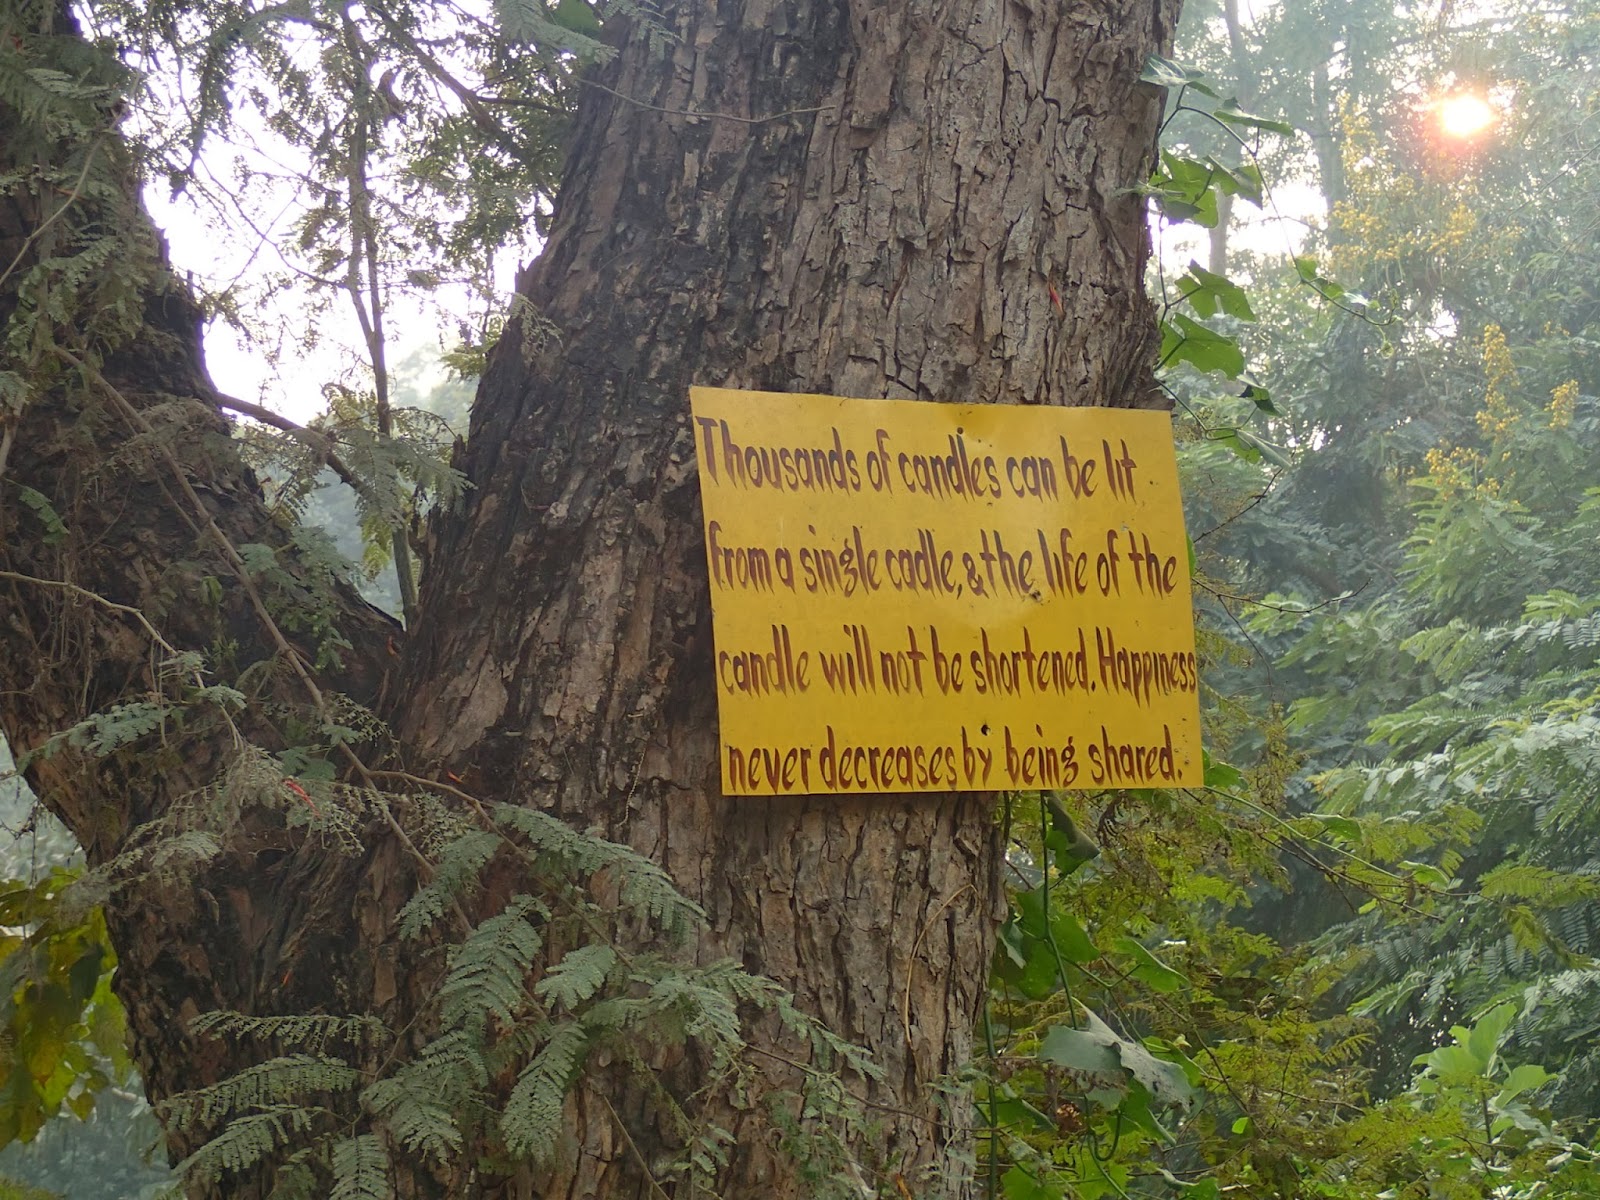 Thousands of candles can be lit
from a single cadle, & the life of the
candle will not be shortened. Happiness
never decreases by being shared.